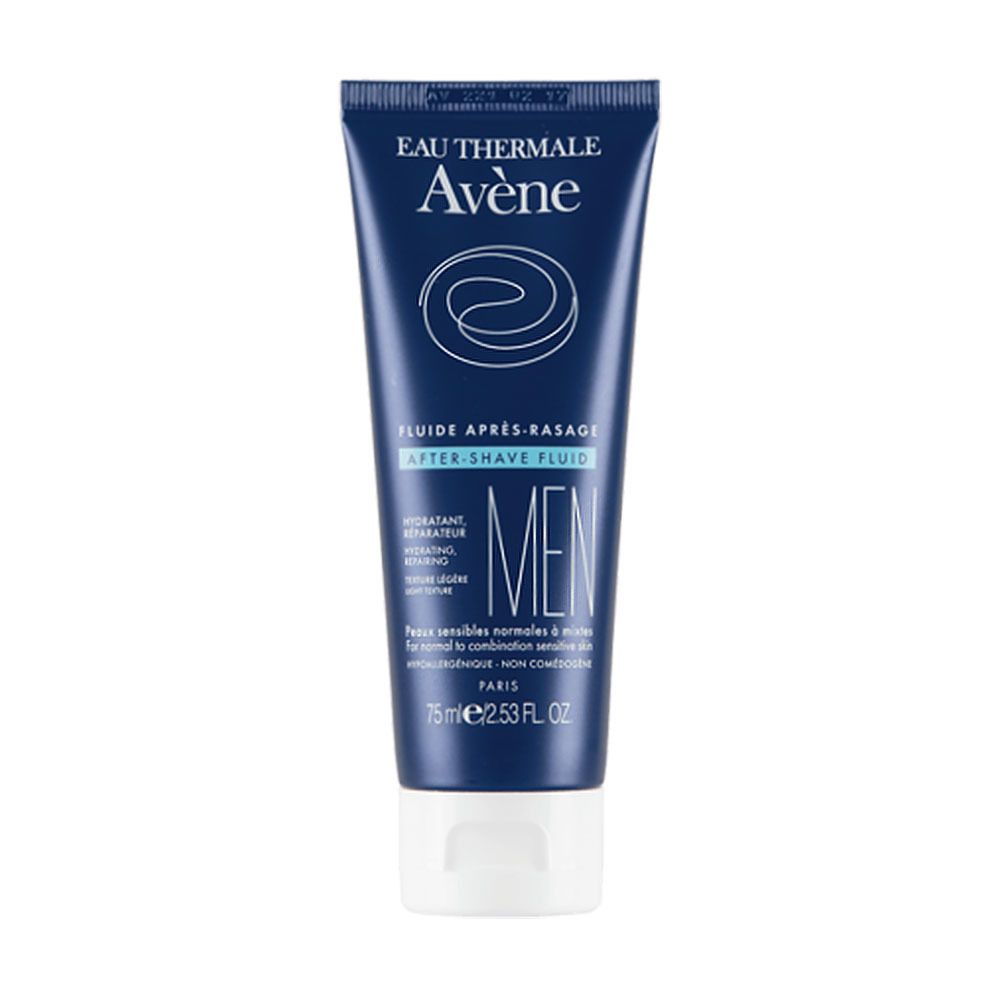 EAU THERMALE
Avène
FLUIDE APRÈS-RASAGE
AFTER-SHAVE FLUID
MEN
HYDRATANT,
RÉPARATEUR
HYDRATING,
REPAIRING
TEXTURE LÉGÈRE
LIGHT TEXTURE
Peaux sensibles normales à mixtes
For normal to combination sensitive skin
HYPOALLERGÉNIQUE - NON COMÉDOGÈNE
PARIS
75 ml e/2.53 FL. OZ.